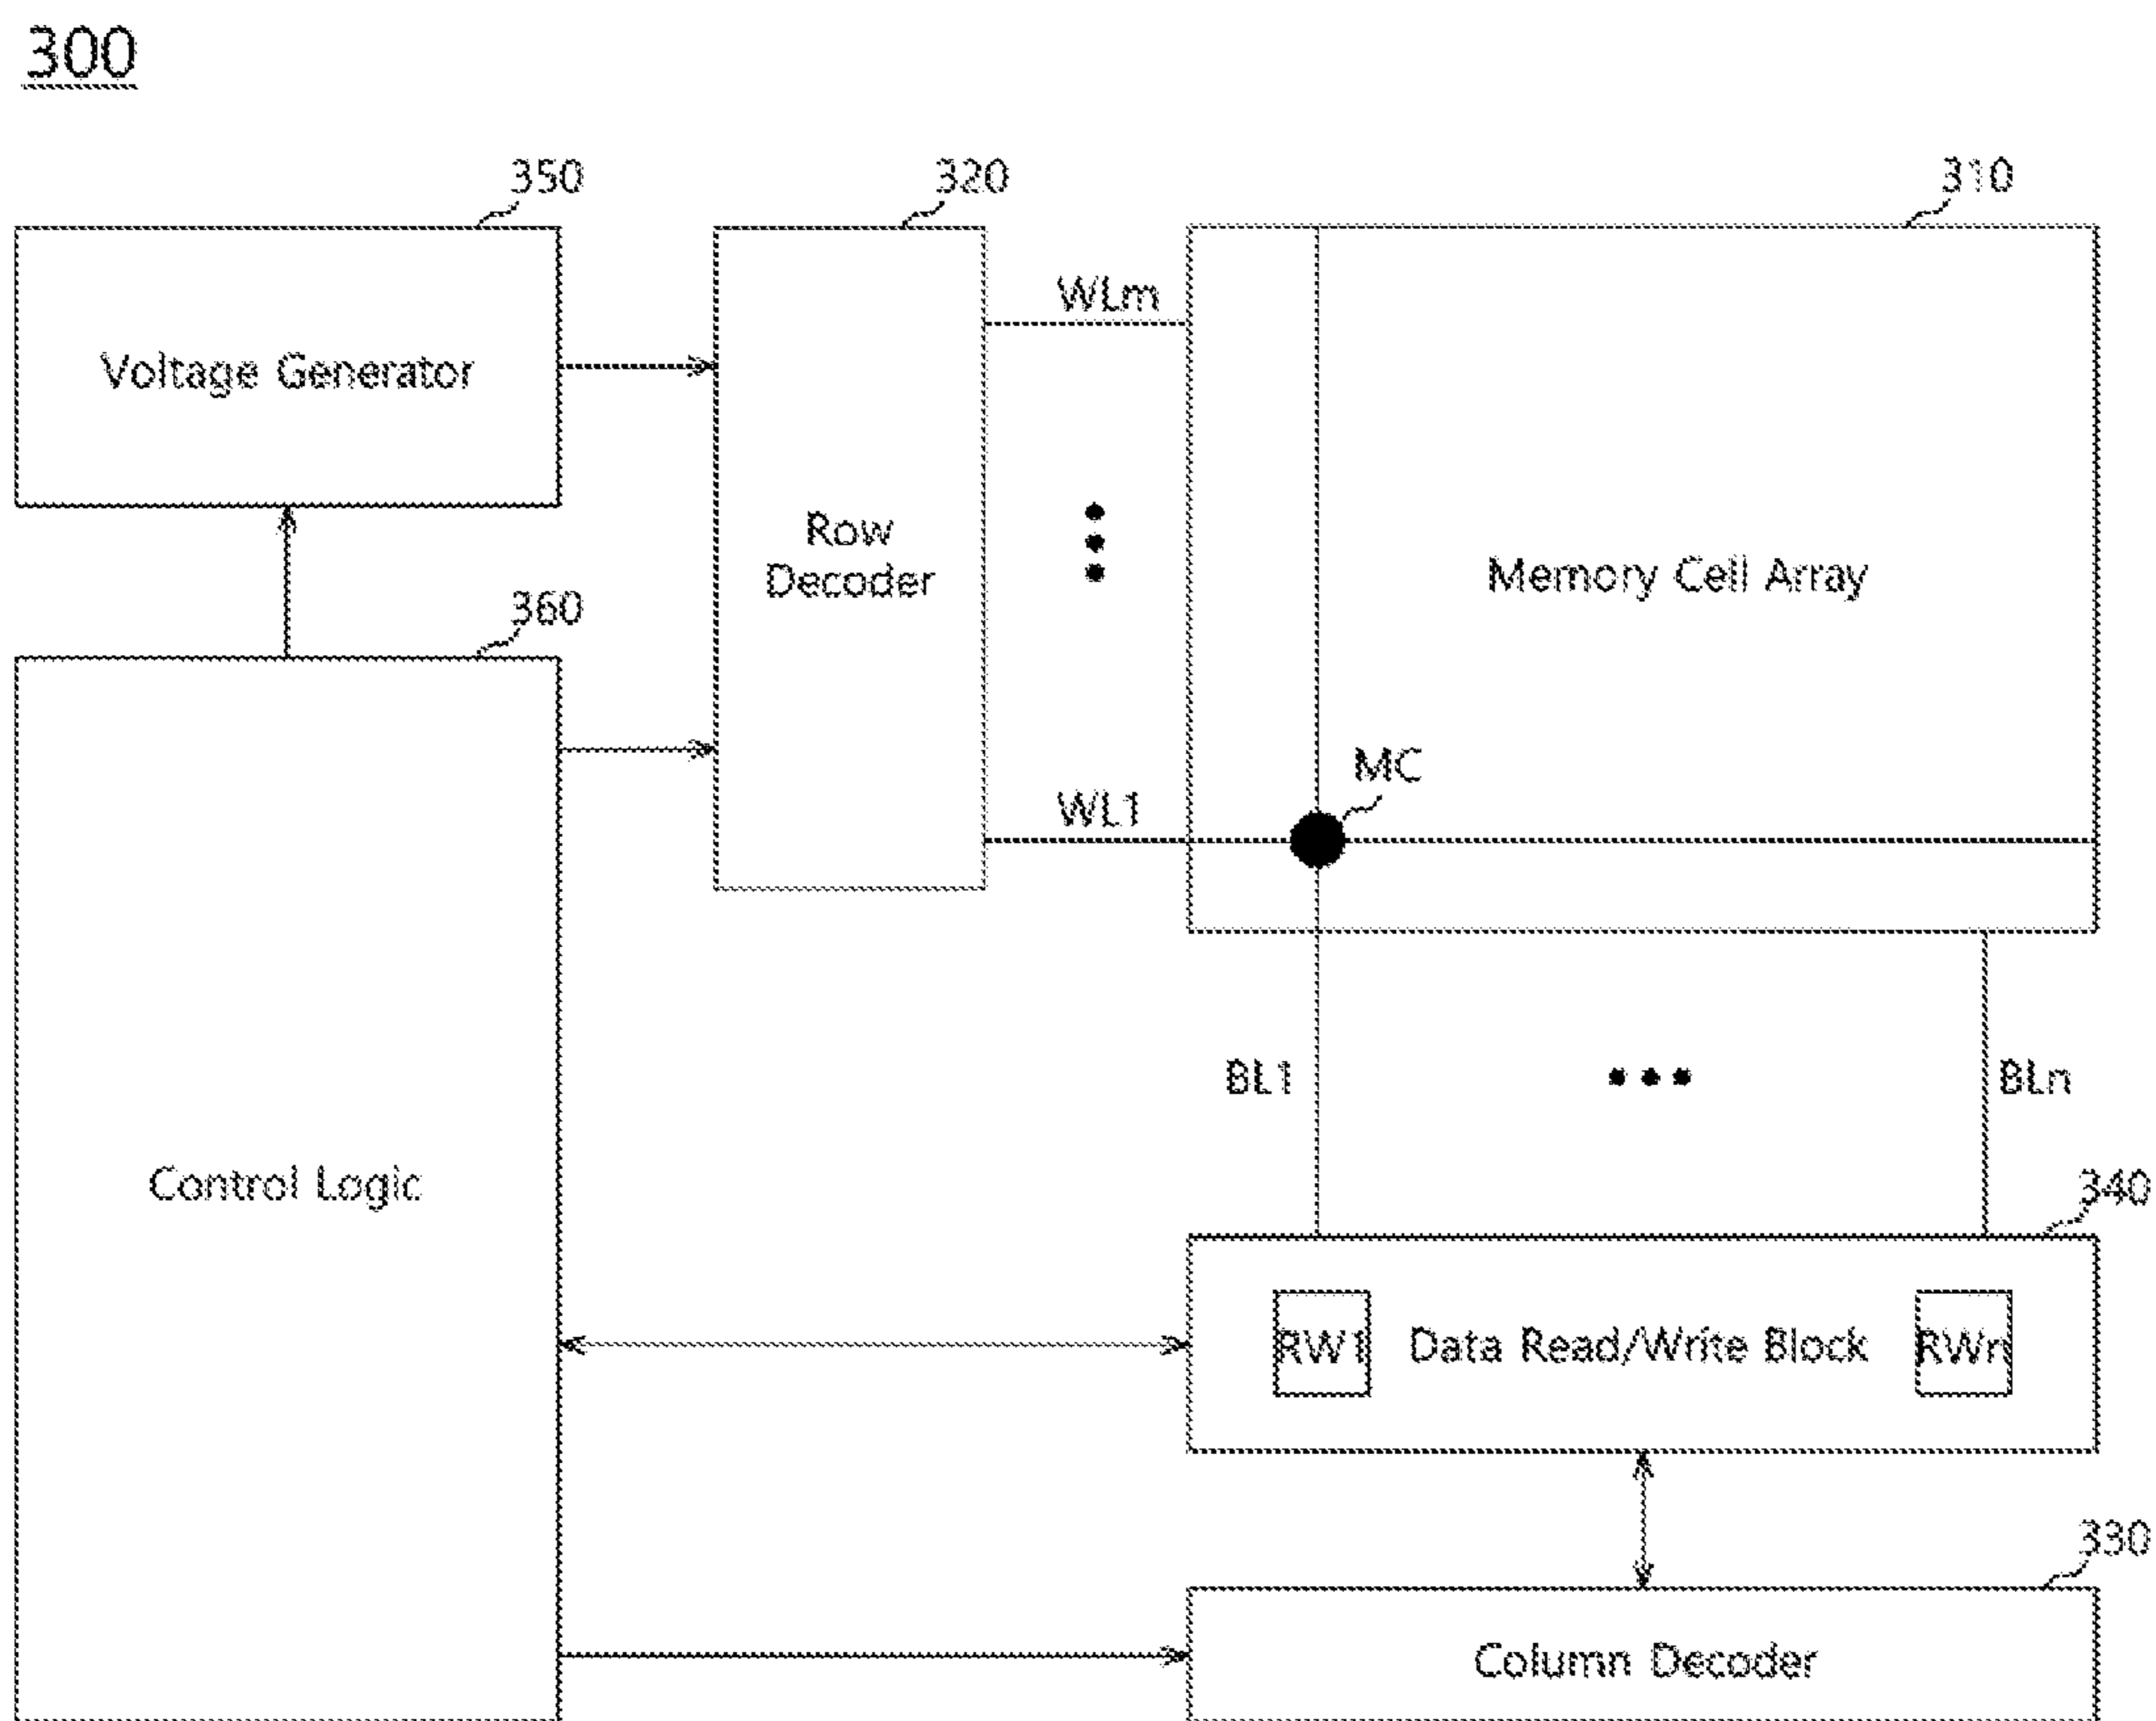 300
350
320
310
WLm
Voltage Generator
Row
Decoder
Memory Cell Array
360
MC
WL1
BL1
BLn
Control Logic
340
RW1
Data Read/Write Block
RWn
330
Column Decoder